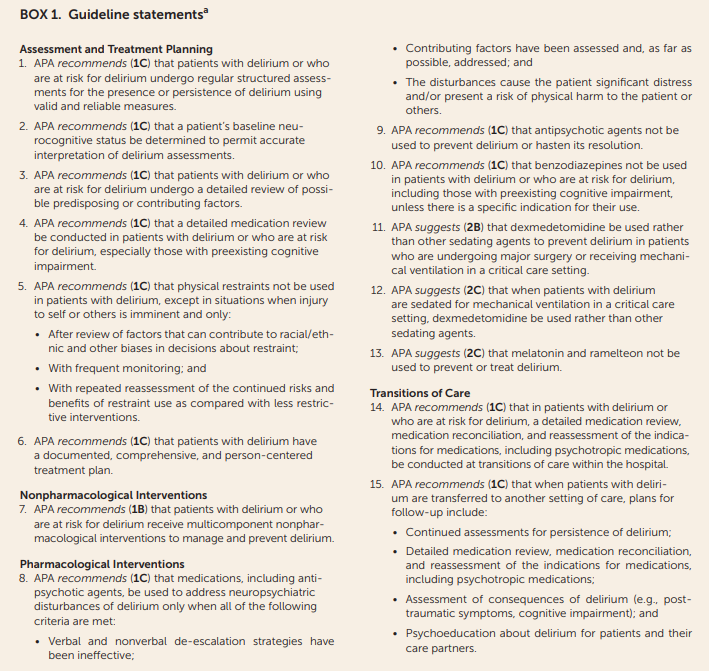 BOX 1. Guideline statementsa
Assessment and Treatment Planning
1. APA recommends (1C) that patients with delirium or who
are at risk for delirium undergo regular structured assess-
ments for the presence or persistence of delirium using
valid and reliable measures.
2. APA recommends (1C) that a patient's baseline neu-
rocognitive status be determined to permit accurate
interpretation of delirium assessments.
3. APA recommends (1C) that patients with delirium or who
are at risk for delirium undergo a detailed review of possi-
ble predisposing or contributing factors.
4. APA recommends (1C) that a detailed medication review
be conducted in patients with delirium or who are at risk
for delirium, especially those with preexisting cognitive
impairment.
5. APA recommends (1C) that physical restraints not be used
in patients with delirium, except in situations when injury
to self or others is imminent and only:
• After review of factors that can contribute to racial/eth-
nic and other biases in decisions about restraint;
• With frequent monitoring; and
• With repeated reassessment of the continued risks and
benefits of restraint use as compared with less restric-
tive interventions.
6. APA recommends (1C) that patients with delirium have
a documented, comprehensive, and person-centered
treatment plan.
Nonpharmacological Interventions
7. APA recommends (1B) that patients with delirium or who
are at risk for delirium receive multicomponent nonphar-
macological interventions to manage and prevent delirium.
Pharmacological Interventions
8. APA recommends (1C) that medications, including anti-
psychotic agents, be used to address neuropsychiatric
disturbances of delirium only when all of the following
criteria are met:
• Verbal and nonverbal de-escalation strategies have
been ineffective;
• Contributing factors have been assessed and, as far as
possible, addressed; and
• The disturbances cause the patient significant distress
and/or present a risk of physical harm to the patient or
others.
9. APA recommends (1C) that antipsychotic agents not be
used to prevent delirium or hasten its resolution.
10. APA recommends (1C) that benzodiazepines not be used
in patients with delirium or who are at risk for delirium,
including those with preexisting cognitive impairment,
unless there is a specific indication for their use.
11. APA suggests (2B) that dexmedetomidine be used rather
than other sedating agents to prevent delirium in patients
who are undergoing major surgery or receiving mechani-
cal ventilation in a critical care setting.
12. APA suggests (2C) that when patients with delirium
are sedated for mechanical ventilation in a critical care
setting, dexmedetomidine be used rather than other
sedating agents.
13. APA suggests (2C) that melatonin and ramelteon not be
used to prevent or treat delirium.
Transitions of Care
14. APA recommends (1C) that in patients with delirium or
who are at risk for delirium, a detailed medication review,
medication reconciliation, and reassessment of the indica-
tions for medications, including psychotropic medications,
be conducted at transitions of care within the hospital.
15. APA recommends (1C) that when patients with deliri-
um are transferred to another setting of care, plans for
follow-up include:
• Continued assessments for persistence of delirium;
• Detailed medication review, medication reconciliation,
and reassessment of the indications for medications,
including psychotropic medications;
• Assessment of consequences of delirium (e.g., post-
traumatic symptoms, cognitive impairment); and
• Psychoeducation about delirium for patients and their
care partners.